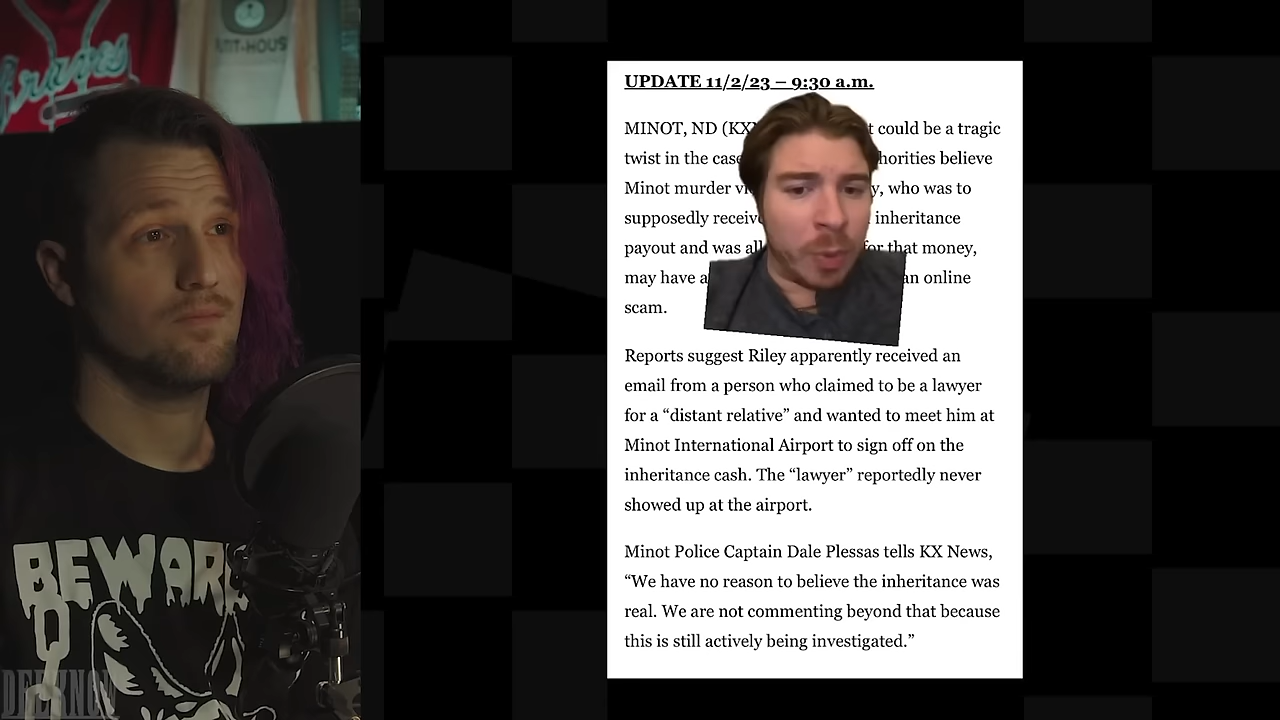 Braves
UPDATE 11/2/23 – 9:30 a.m.
MINOT, ND (KX t could be a tragic
twist in the case horities believe
Minot murder vi y, who was to
supposedly receiv inheritance
payout and was all for that money,
may have a an online
scam.
Reports suggest Riley apparently received an
email from a person who claimed to be a lawyer
for a “distant relative” and wanted to meet him at
Minot International Airport to sign off on the
inheritance cash. The “lawyer” reportedly never
showed up at the airport.
Minot Police Captain Dale Plessas tells KX News,
“We have no reason to believe the inheritance was
real. We are not commenting beyond that because
this is still actively being investigated.”
BEWAR